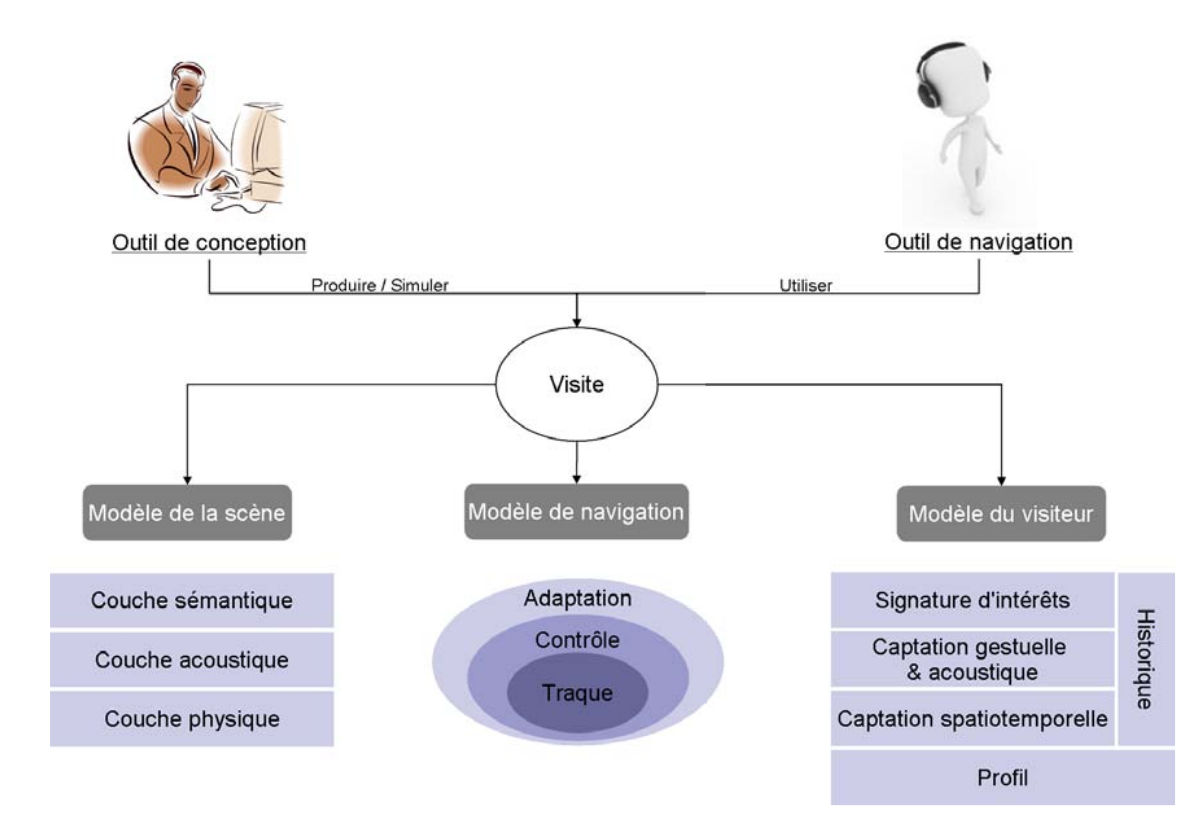 Outil de conception
Outil de navigation
Produire / Simuler
Utiliser
Visite
Modèle de la scène
Modèle de navigation
Modèle du visiteur
Couche sémantique
Couche acoustique
Couche physique
Adaptation
Contrôle
Traque
Signature d'intérêts
Captation gestuelle
& acoustique
Captation spatiotemporelle
Historique
Profil